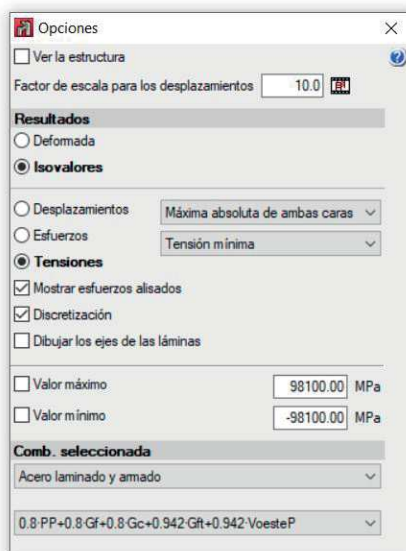 Opciones
Ver la estructura
Factor de escala para los desplazamientos 10.0
Resultados
Deformada
Isovalores
Desplazamientos Máxima absoluta de ambas caras
Esfuerzos Tensión mínima
Tensiones
Mostrar esfuerzos alisados
Discretización
Dibujar los ejes de las láminas
Valor máximo 98100.00 MPa
Valor mínimo -98100.00 MPa
Comb. seleccionada
Acero laminado y armado
0.8·PP+0.8·Gf+0.8·Gc+0.942·Gft+0.942·VoesteP